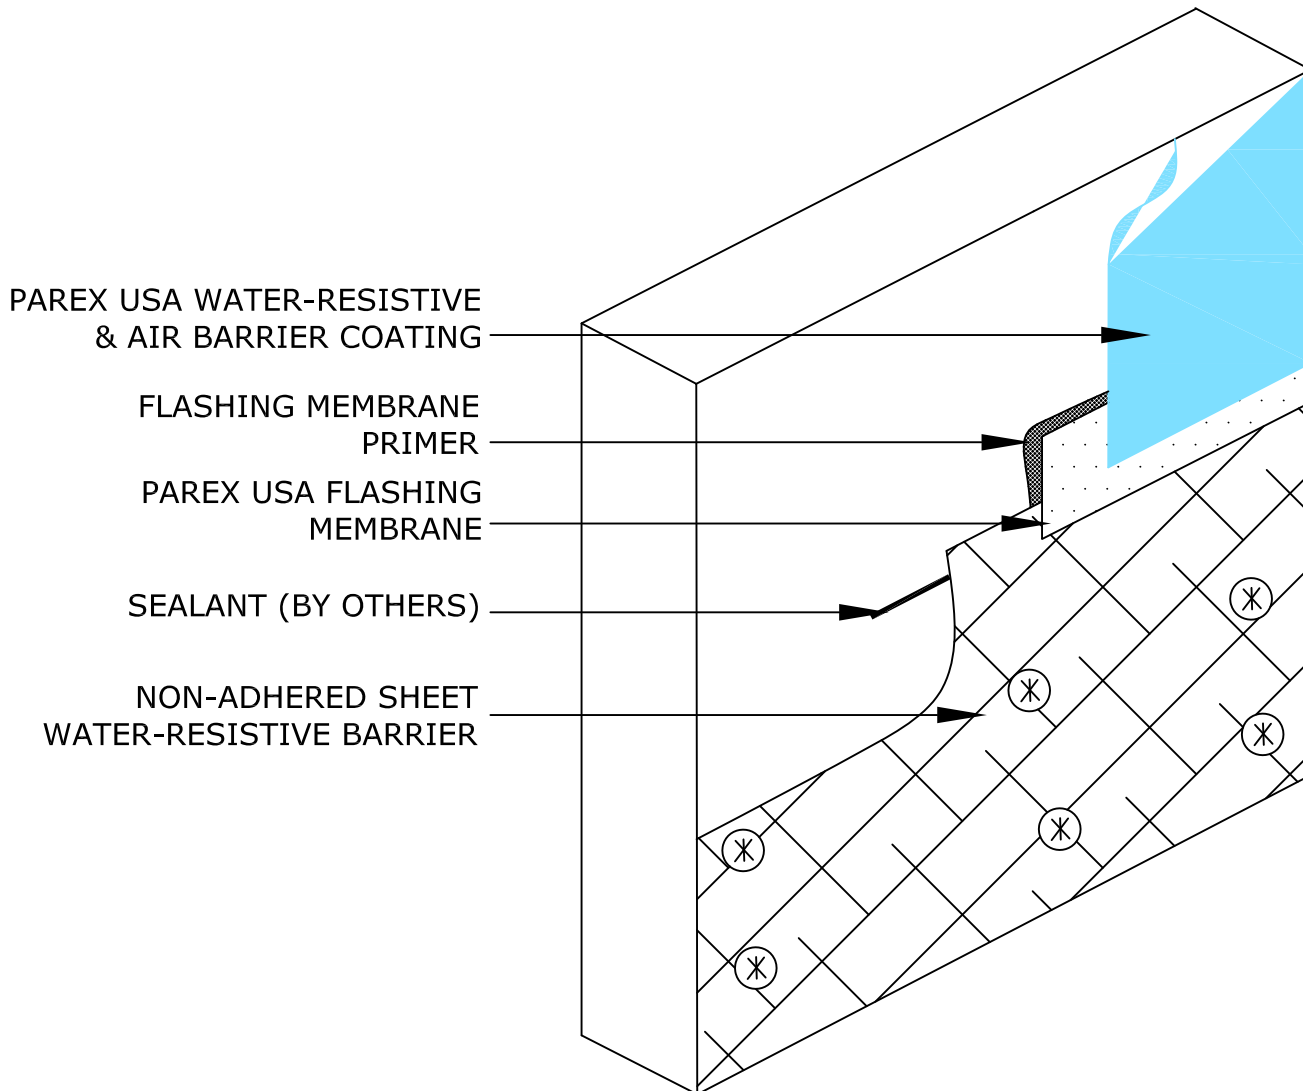 PAREX USA WATER-RESISTIVE
& AIR BARRIER COATING
FLASHING MEMBRANE
PRIMER
PAREX USA FLASHING
MEMBRANE
SEALANT (BY OTHERS)
NON-ADHERED SHEET
WATER-RESISTIVE BARRIER